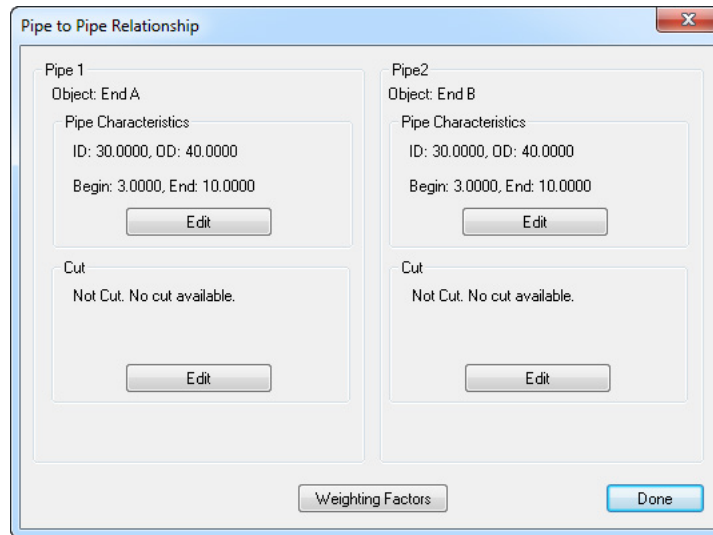 Pipe to Pipe Relationship
Pipe 1
Object: End A
Pipe Characteristics
ID: 30.0000, OD: 40.0000
Begin: 3.0000, End: 10.0000
Edit
Cut
Not Cut. No cut available.
Edit
Pipe2
Object: End B
Pipe Characteristics
ID: 30.0000, OD: 40.0000
Begin: 3.0000, End: 10.0000
Edit
Cut
Not Cut. No cut available.
Edit
Weighting Factors
Done